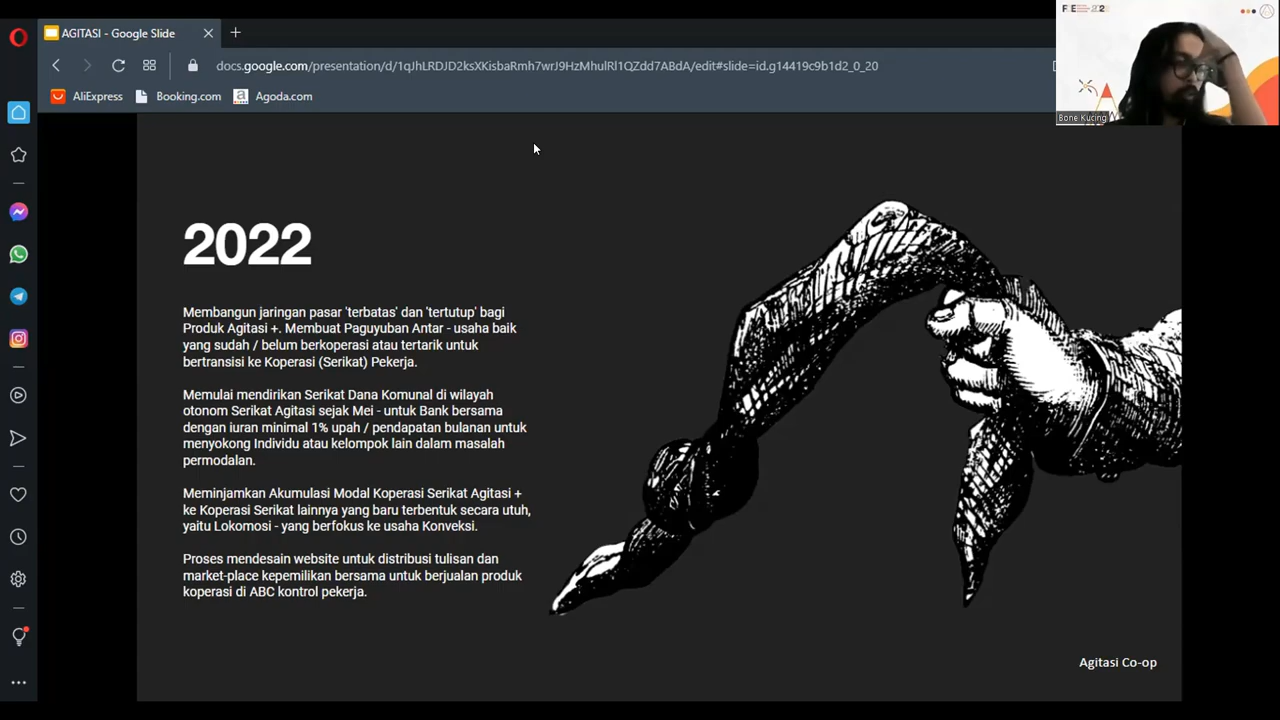 AGITASI - Google Slide
docs.google.com/presentation/d/1qJhLRDJD2ksXKisbaRmh7wrJ9HzMhulRl1QZdd7ABdA/edit#slide=id.g14419c9b1d2_0_20
AliExpress
Booking.com
Agoda.com
Bone Kucing
2022
Membangun jaringan pasar 'terbatas' dan 'tertutup' bagi
Produk Agitasi +. Membuat Paguyuban Antar - usaha baik
yang sudah / belum berkoperasi atau tertarik untuk
bertransisi ke Koperasi (Serikat) Pekerja.
Memulai mendirikan Serikat Dana Komunal di wilayah
otonom Serikat Agitasi sejak Mei - untuk Bank bersama
dengan iuran minimal 1% upah / pendapatan bulanan untuk
menyokong Individu atau kelompok lain dalam masalah
permodalan.
Meminjamkan Akumulasi Modal Koperasi Serikat Agitasi +
ke Koperasi Serikat lainnya yang baru terbentuk secara utuh,
yaitu Lokomosi - yang berfokus ke usaha Konveksi.
Proses mendesain website untuk distribusi tulisan dan
market-place kepemilikan bersama untuk berjualan produk
koperasi di ABC kontrol pekerja.
Agitasi Co-op